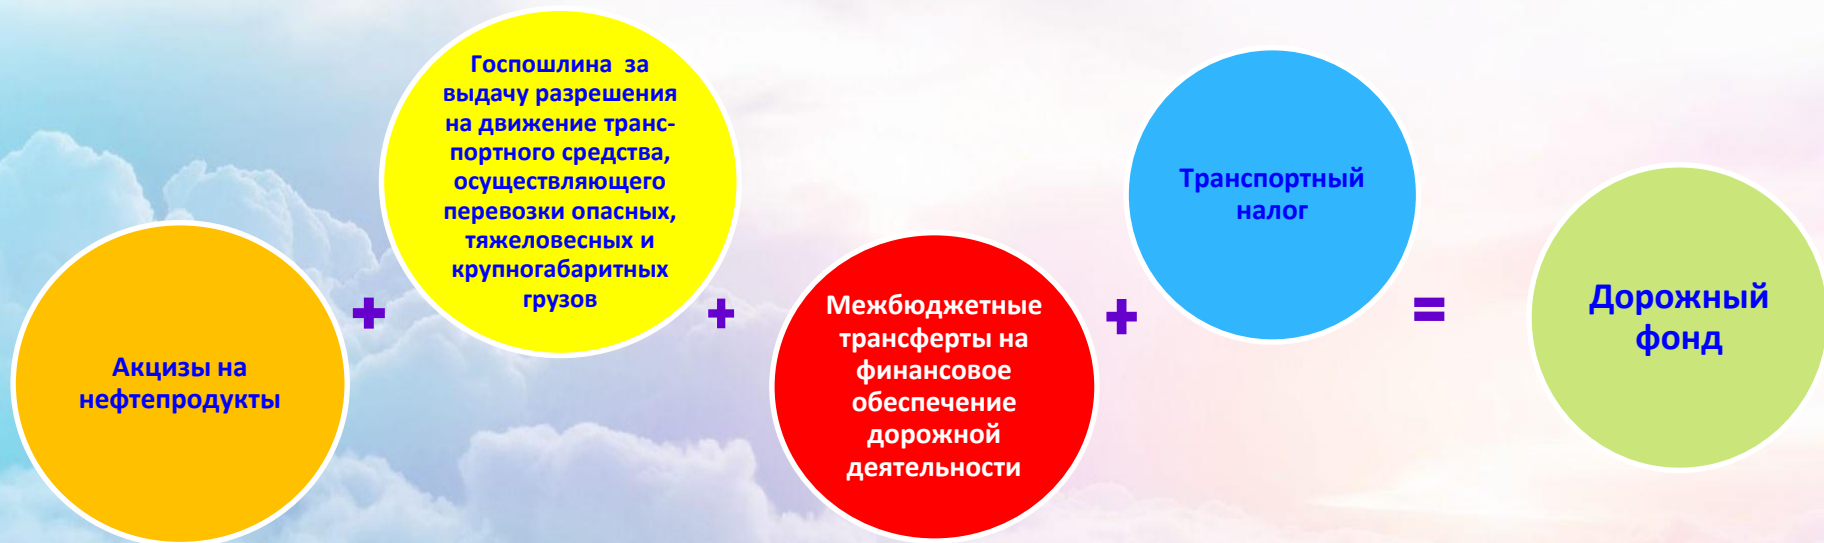 Акцизы на
нефтепродукты
+
Госпошлина за
выдачу разрешения
на движение транс-
портного средства,
осуществляющего
перевозки опасных,
тяжеловесных и
крупногабаритных
грузов
+
Межбюджетные
трансферты на
финансовое
обеспечение
дорожной
деятельности
+
Транспортный
налог
=
Дорожный
фонд